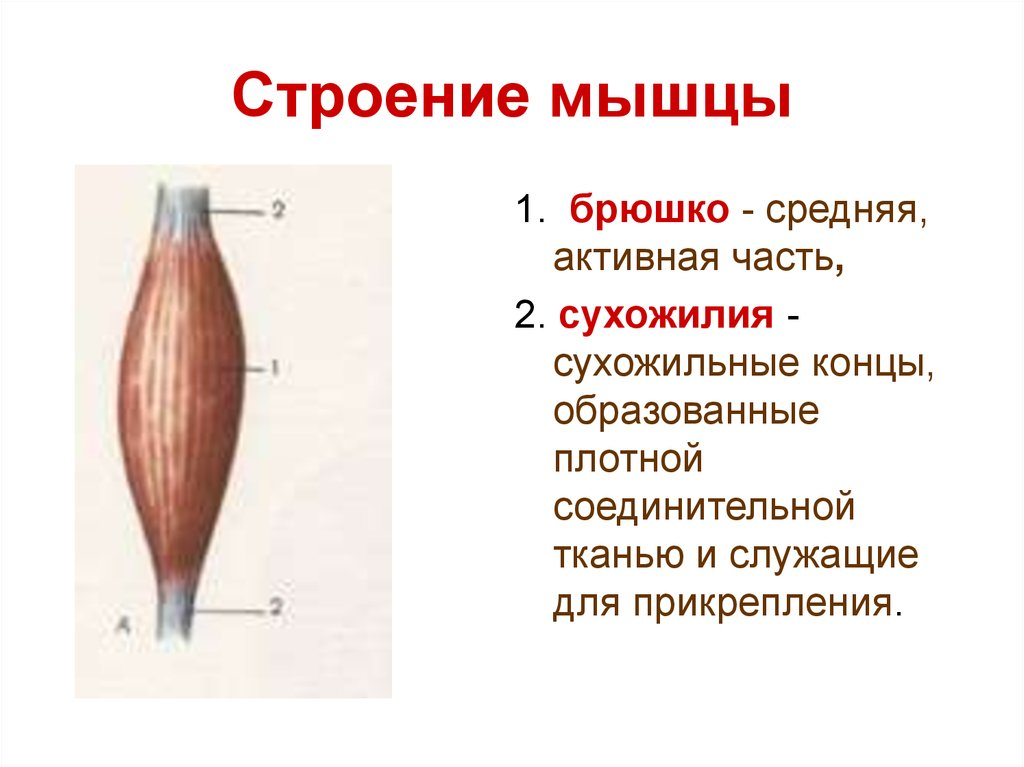 Строение мышцы
2
1
2
А
1. брюшко - средняя,
активная часть,
2. сухожилия -
сухожильные концы,
образованные
плотной
соединительной
тканью и служащие
для прикрепления.